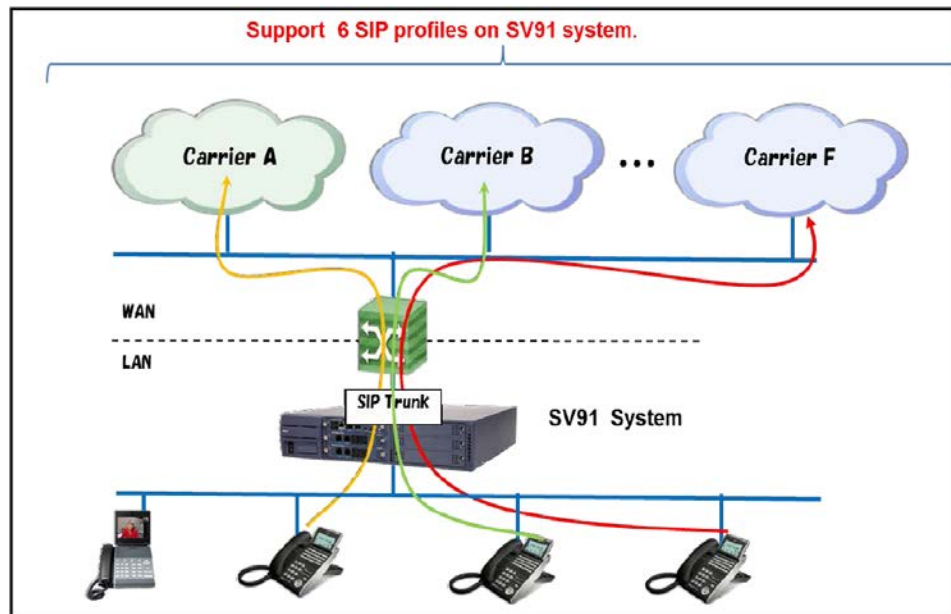 Support 6 SIP profiles on SV91 system.
Carrier A
Carrier B
...
Carrier F
WAN
LAN
SIP Trunk
SV91 System